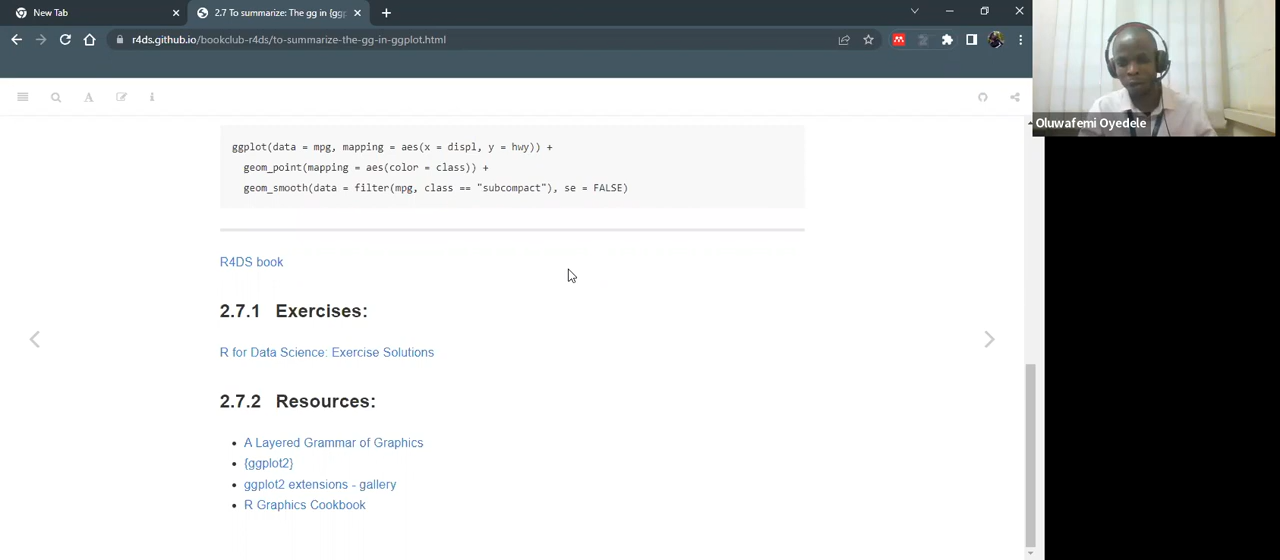 New Tab
2.7 To summarize: The gg in {ggp
r4ds.github.io/bookclub-r4ds/to-summarize-the-gg-in-ggplot.html
Oluwafemi Oyedele
ggplot(data = mpg, mapping = aes(x = displ, y = hwy)) +
geom_point(mapping = aes(color = class)) +
geom_smooth(data = filter(mpg, class == "subcompact"), se = FALSE)
R4DS book
2.7.1 Exercises:
R for Data Science: Exercise Solutions
2.7.2 Resources:
A Layered Grammar of Graphics
{ggplot2}
ggplot2 extensions - gallery
R Graphics Cookbook